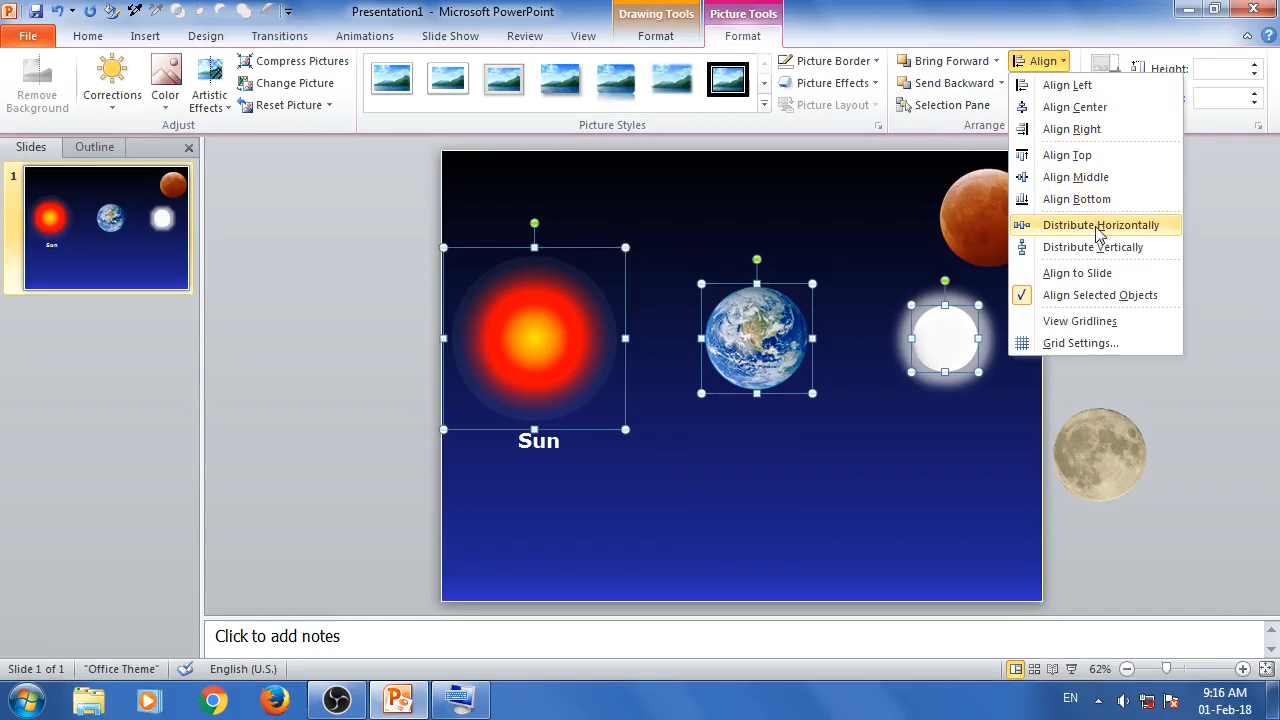 Presentation1 - Microsoft PowerPoint
Drawing Tools
Picture Tools
File
Home
Insert
Design
Transitions
Animations
Slide Show
Review
View
Format
Format
Remove Background
Corrections
Color
Artistic Effects
Compress Pictures
Change Picture
Reset Picture
Adjust
Picture Styles
Picture Border
Picture Effects
Picture Layout
Bring Forward
Send Backward
Selection Pane
Arrange
Align
Height:
Align Left
Align Center
Align Right
Align Top
Align Middle
Align Bottom
Distribute Horizontally
Distribute Vertically
Align to Slide
Align Selected Objects
View Gridlines
Grid Settings...
Slides
Outline
1
Sun
Sun
Click to add notes
Slide 1 of 1
"Office Theme"
English (U.S.)
62%
EN
9:16 AM
01-Feb-18